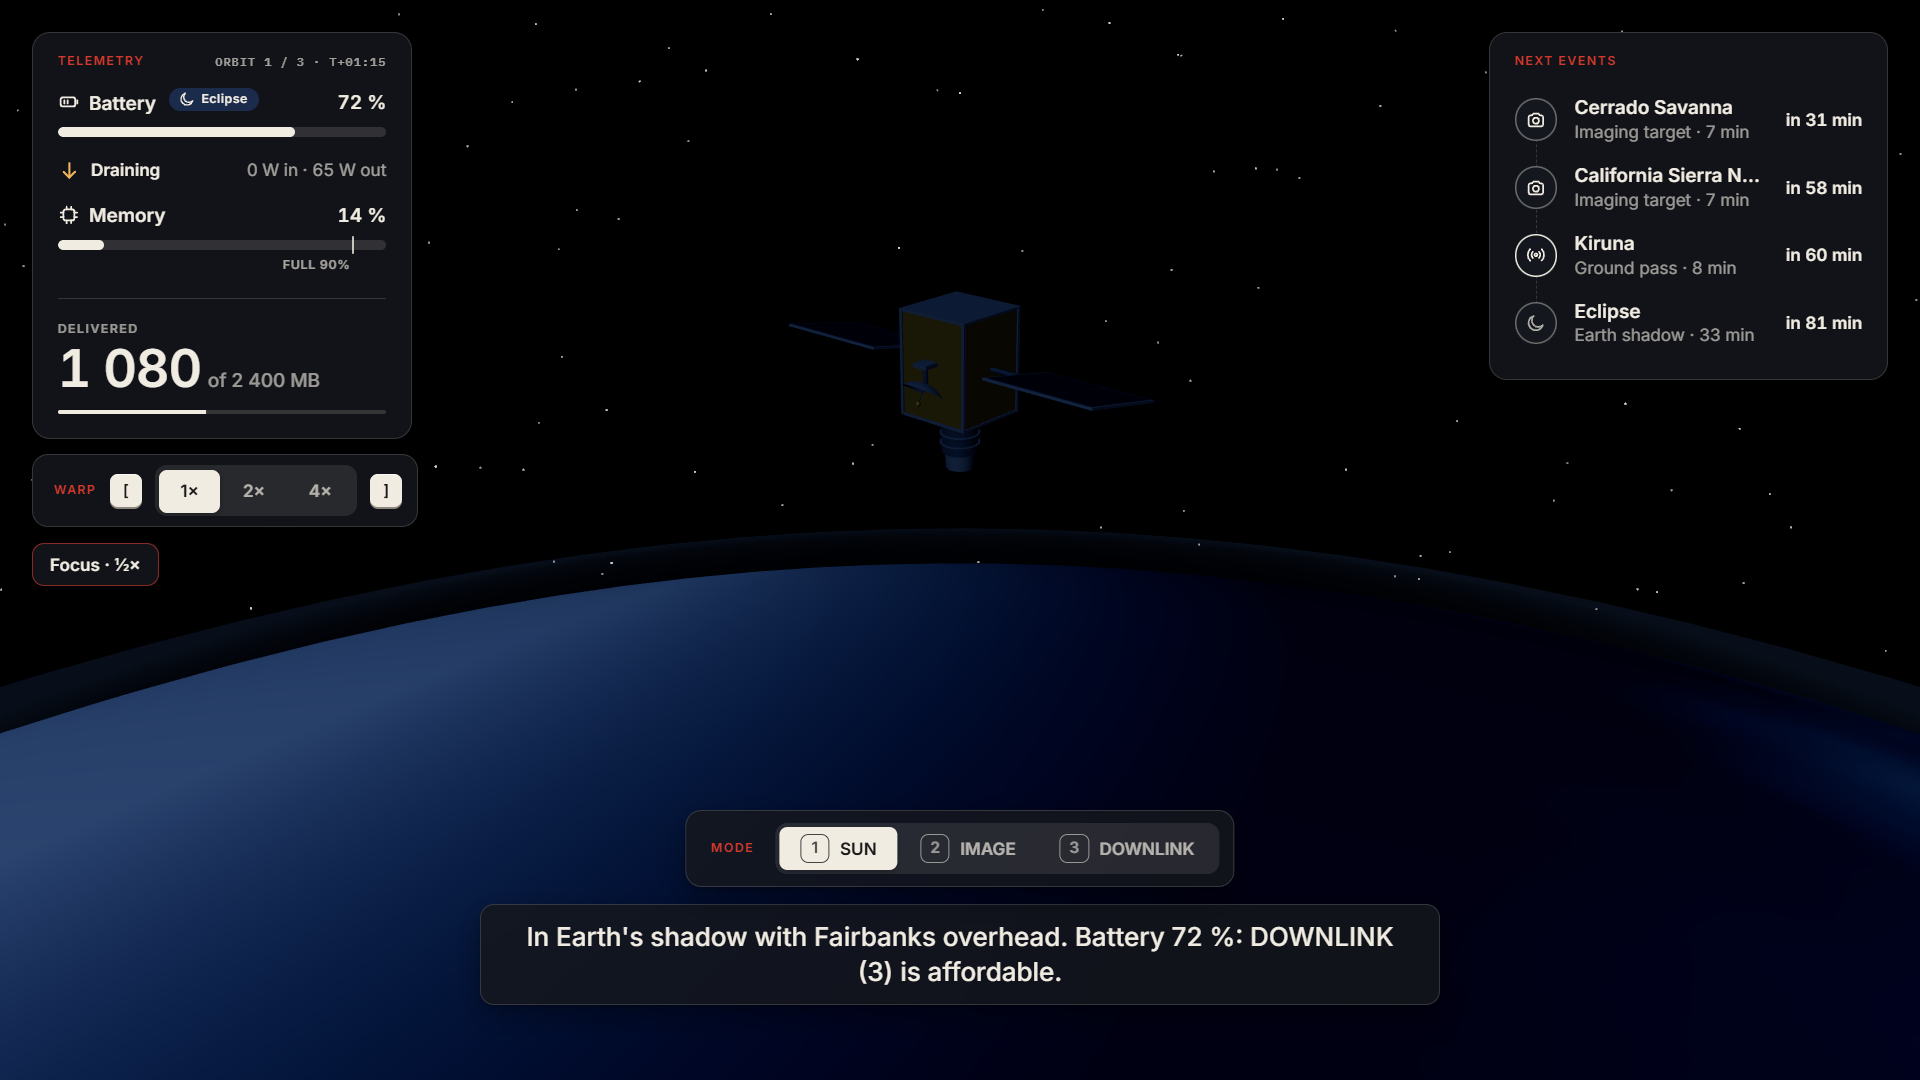 TELEMETRY
ORBIT 1 / 3 · T+01:15
Battery
Eclipse
72 %
Draining
0 W in · 65 W out
Memory
14 %
FULL 90%
DELIVERED
1 080 of 2 400 MB
WARP
[
1×
2×
4×
]
Focus · ½×
NEXT EVENTS
Cerrado Savanna
Imaging target · 7 min
in 31 min
California Sierra N...
Imaging target · 7 min
in 58 min
Kiruna
Ground pass · 8 min
in 60 min
Eclipse
Earth shadow · 33 min
in 81 min
MODE
1 SUN
2 IMAGE
3 DOWNLINK
In Earth's shadow with Fairbanks overhead. Battery 72 %: DOWNLINK
(3) is affordable.